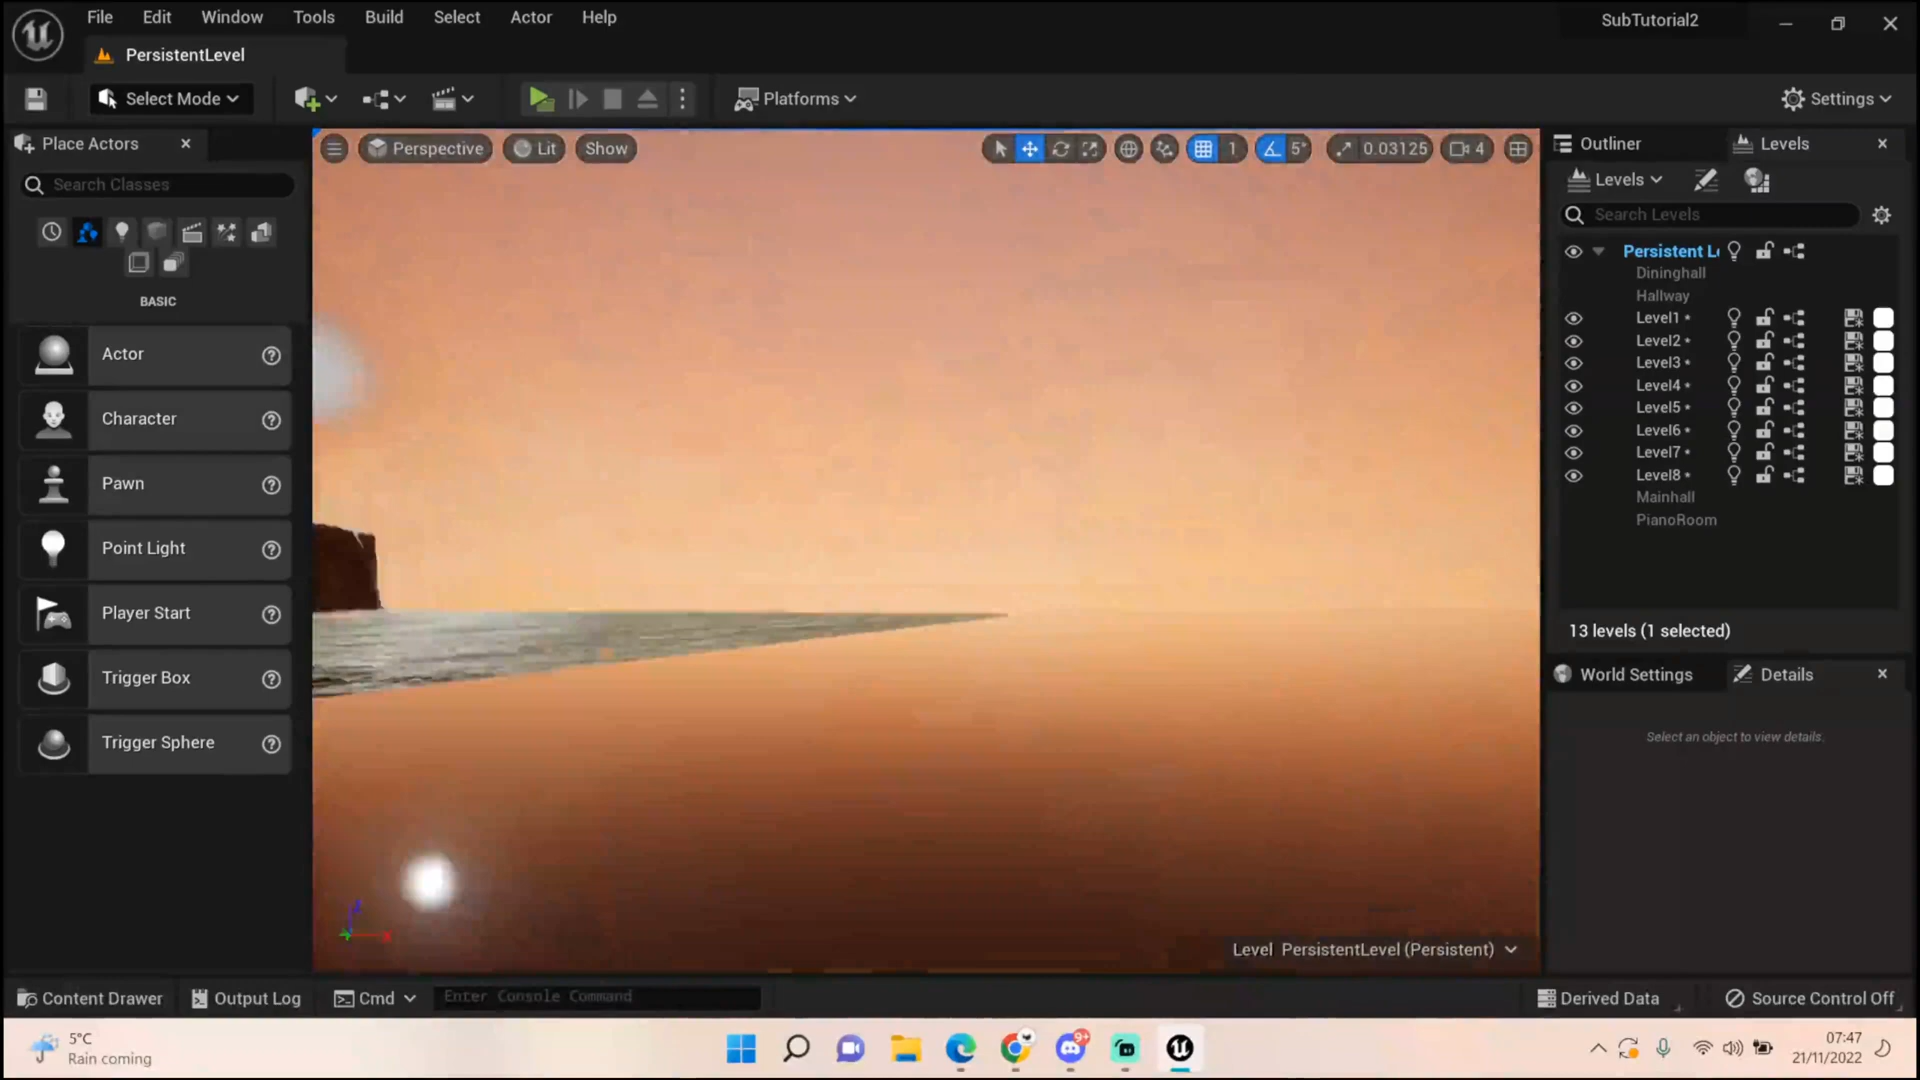 File Edit Window Tools Build Select Actor Help
SubTutorial2
PersistentLevel
Select Mode
Platforms
Settings
Place Actors
Perspective
Lit
Show
1
5°
0.03125
4
Outliner
Levels
Search Classes
Levels
Search Levels
BASIC
Persistent Le
Dininghall
Hallway
Level1 *
Level2 *
Level3 *
Level4 *
Level5 *
Level6 *
Level7 *
Level8 *
Mainhall
PianoRoom
Actor
Character
Pawn
Point Light
Player Start
Trigger Box
Trigger Sphere
13 levels (1 selected)
World Settings
Details
Select an object to view details.
Level PersistentLevel (Persistent)
Content Drawer
Output Log
Cmd
Enter Console Command
Derived Data
Source Control Off
5°C
Rain coming
9+
07:47
21/11/2022